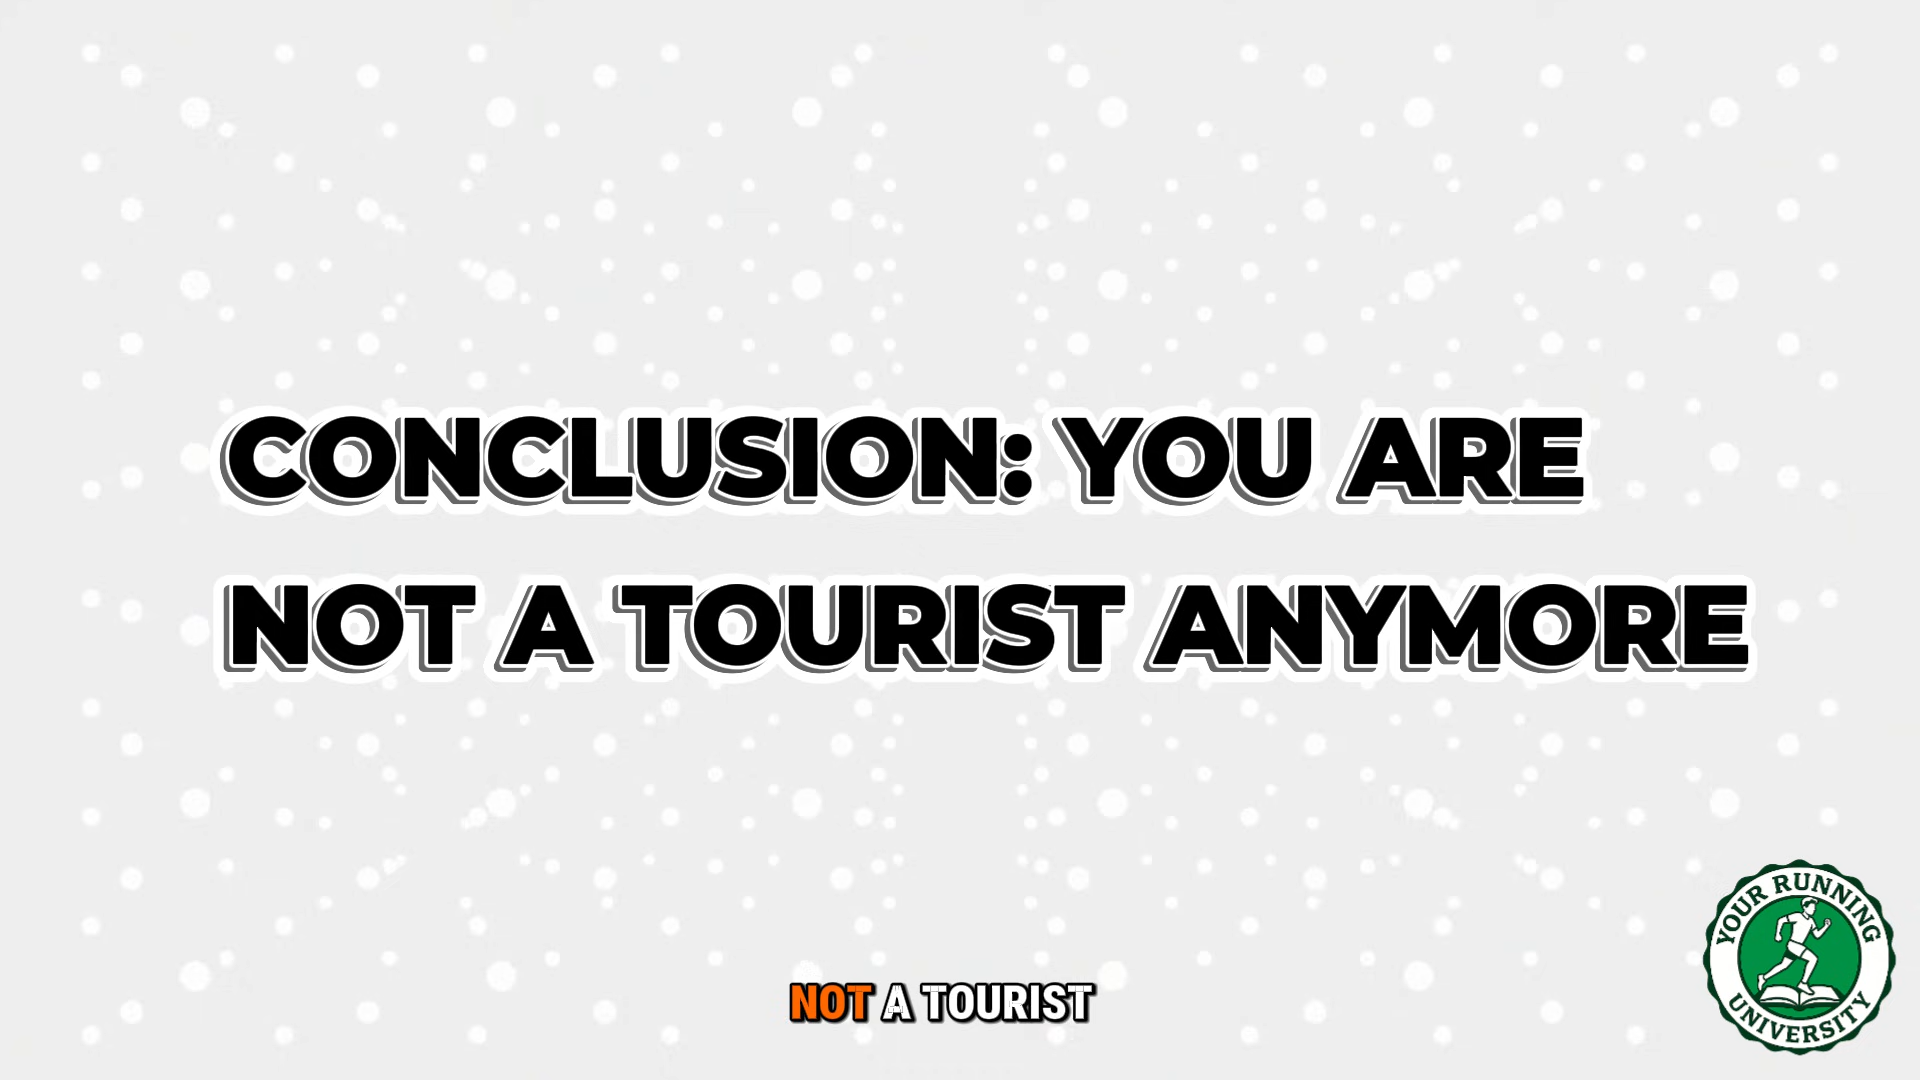 CONCLUSION: YOU ARE
NOT A TOURIST ANYMORE
NOT A TOURIST
YOUR RUNNING
UNIVERSITY